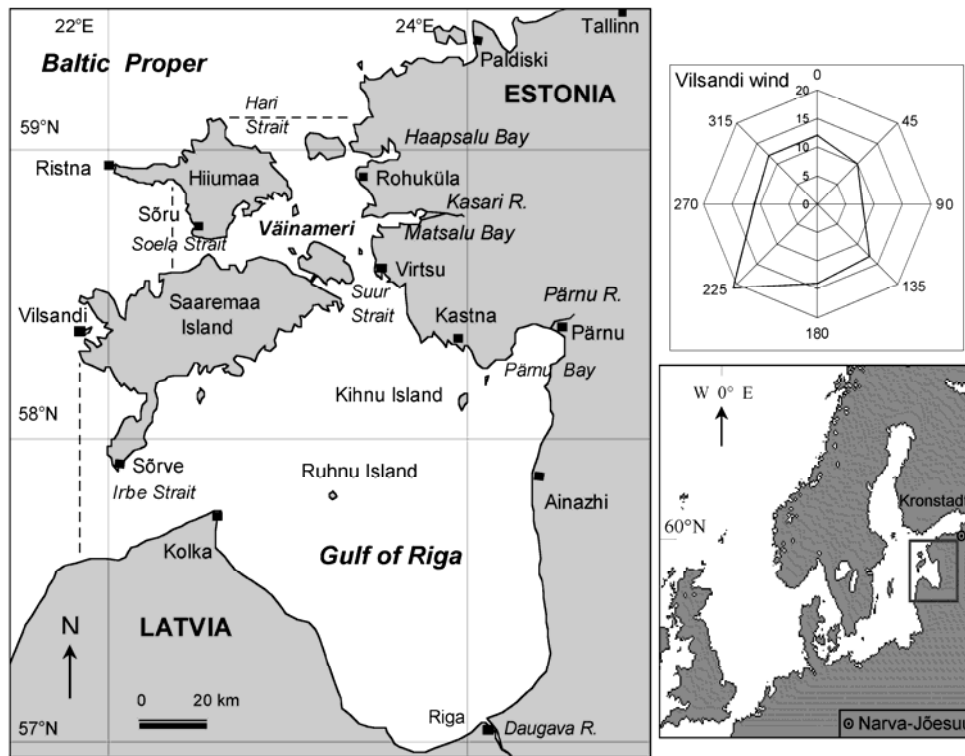 22°E
24°E
Tallinn
Baltic Proper
Paldiski
ESTONIA
Hari
Strait
59°N
Haapsalu Bay
Ristna
Hiiumaa
Rohuküla
Kasari R.
Sõru
Väinameri
Matsalu Bay
Soela Strait
Virtsu
Saaremaa
Island
Suur
Strait
Pärnu R.
Vilsandi
Kastna
Pärnu
Pärnu Bay
Kihnu Island
58°N
Sõrve
Ruhnu Island
Irbe Strait
Ainazhi
Kolka
Gulf of Riga
N
LATVIA
0 20 km
57°N
Riga
Daugava R.
Vilsandi wind
0
20
15
10
5
0
45
90
135
180
225
270
315
W 0° E
Kronstadt
60°N
Narva-Jõesuu